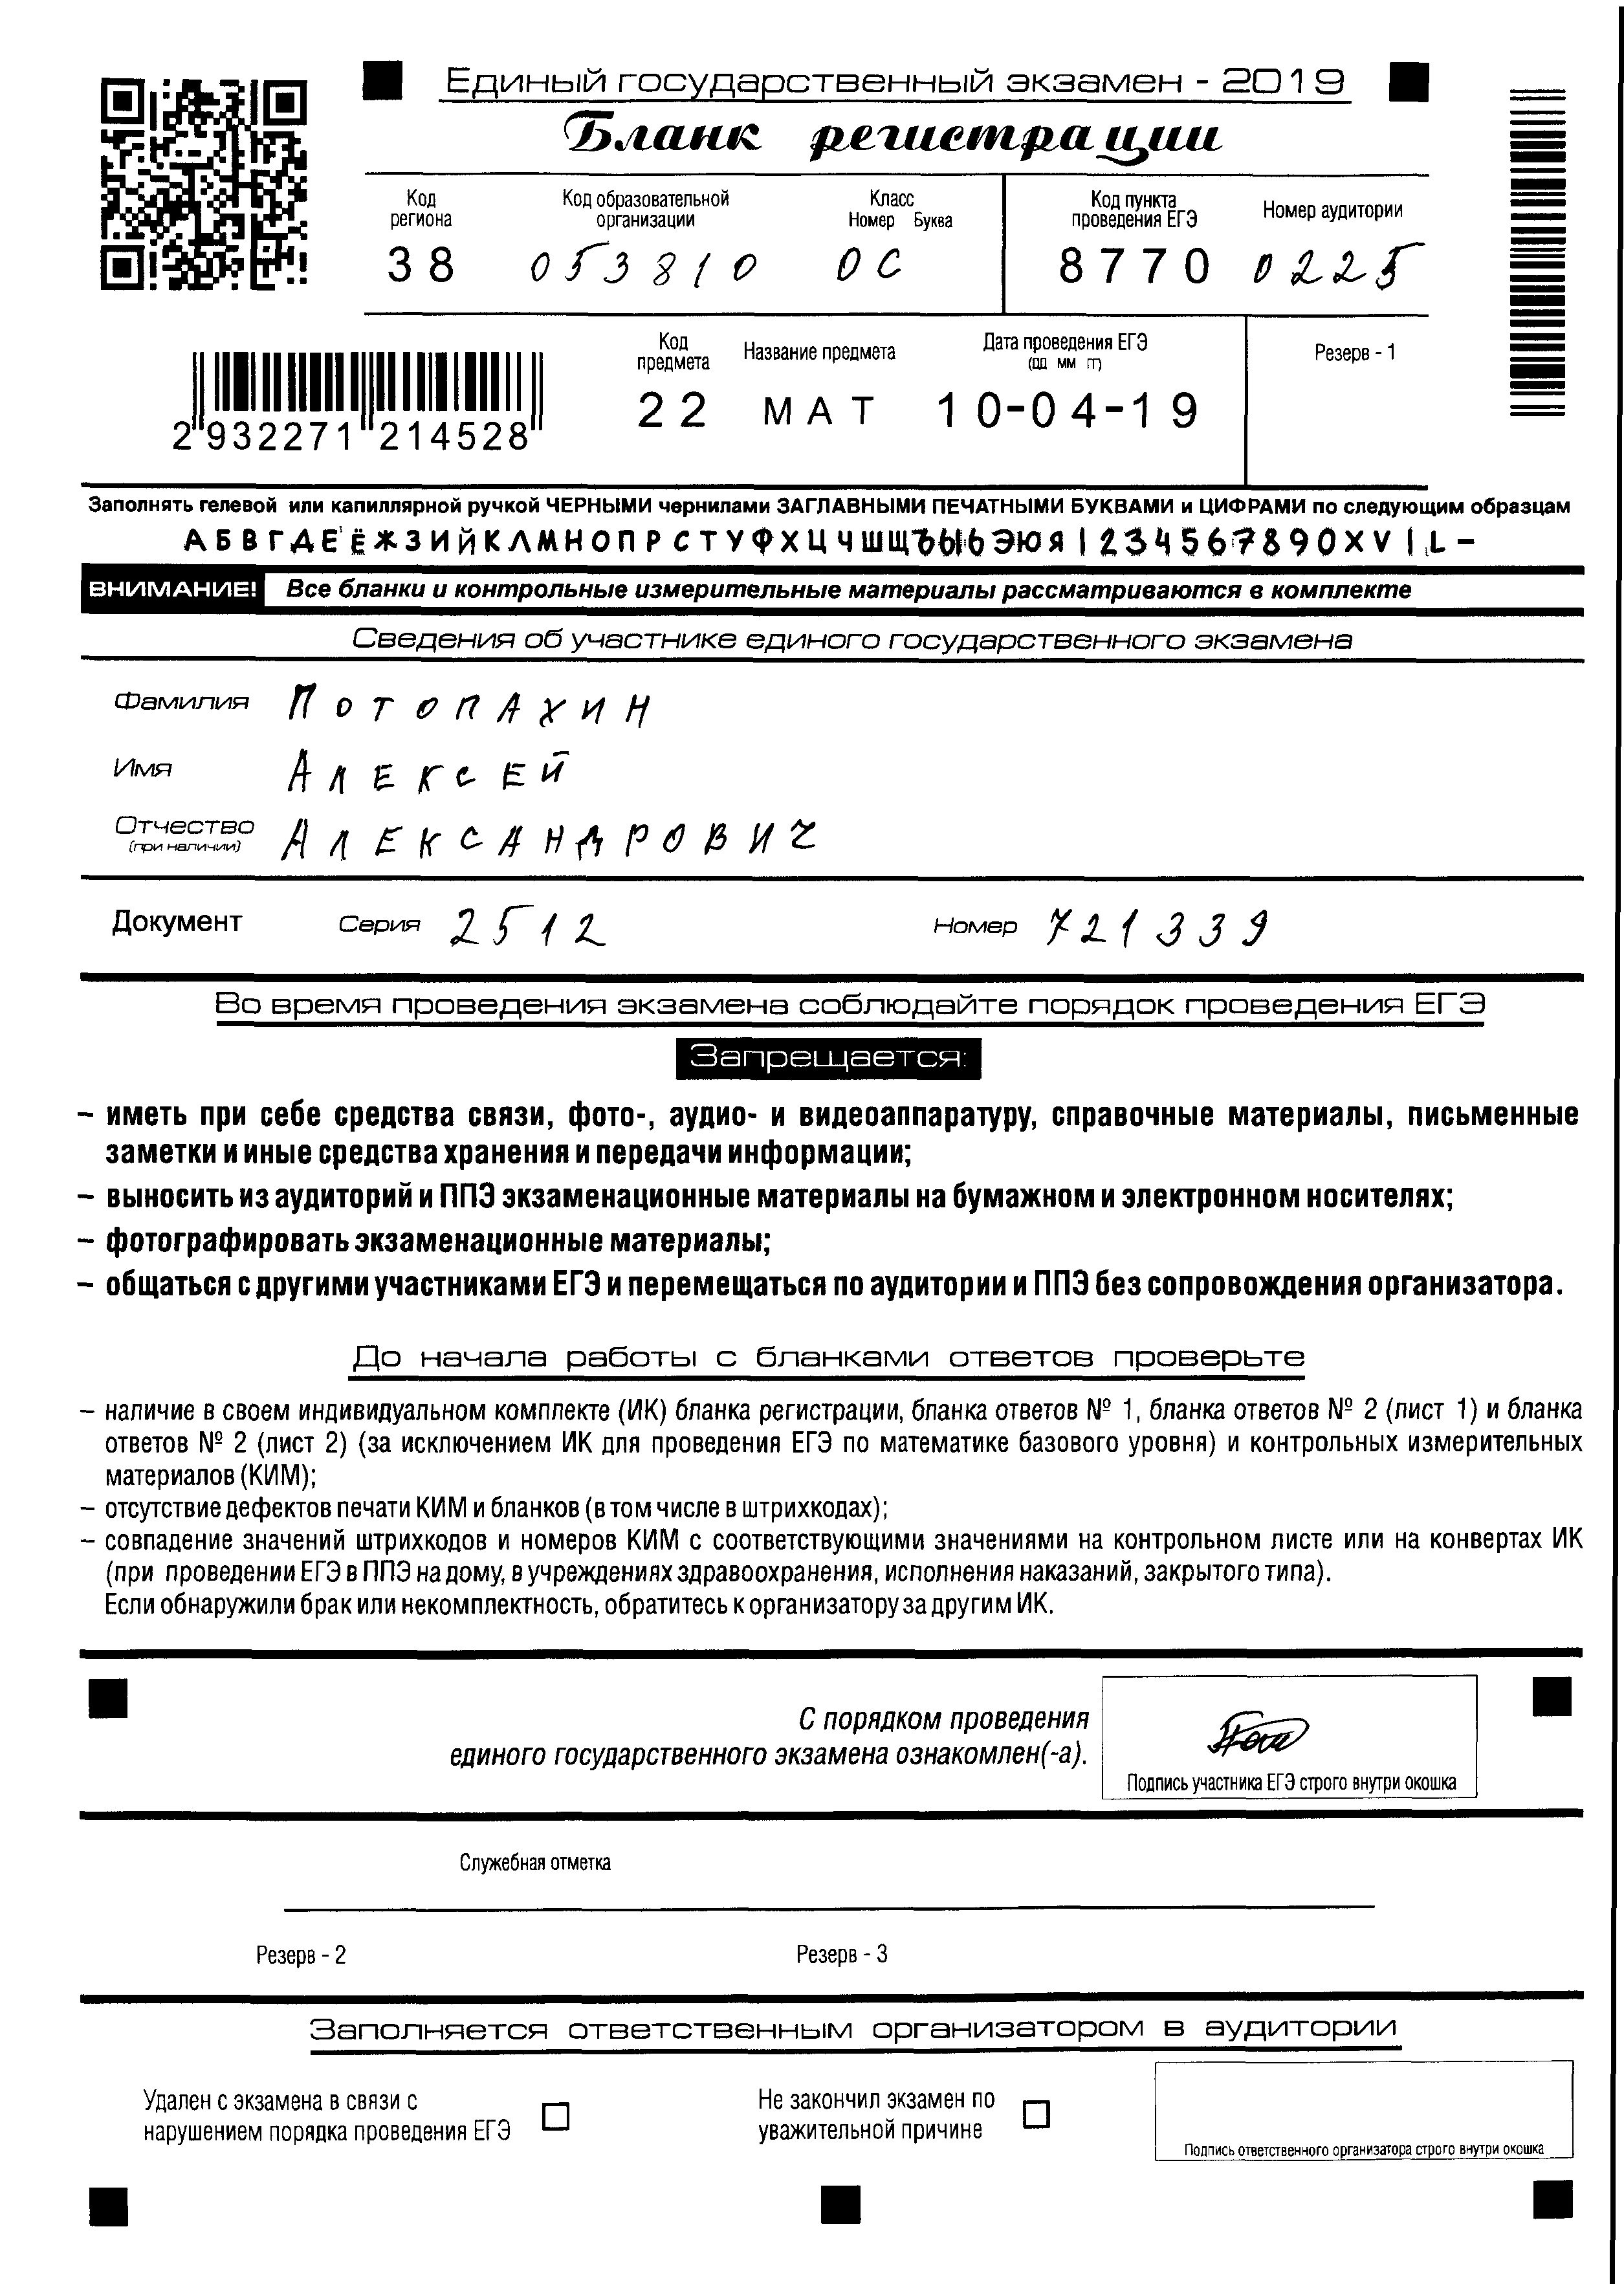 Единый государственный экзамен - 2019
Бланк регистрации
Код региона
Код образовательной организации
Класс
Номер Буква
Код пункта проведения ЕГЭ
Номер аудитории
38 053810 0С 8770 0225
Код предмета
Название предмета
Дата проведения ЕГЭ
(дд мм гг)
Резерв - 1
22 МАТ 10-04-19
2 932271 214528
Заполнять гелевой или капиллярной ручкой ЧЕРНЫМИ чернилами ЗАГЛАВНЫМИ ПЕЧАТНЫМИ БУКВАМИ и ЦИФРАМИ по следующим образцам
АБВГДЕЁЖЗИЙКЛМНОПРСТУФХЦЧШЩЪЫЬЭЮЯ1234567890XVIL-
ВНИМАНИЕ! Все бланки и контрольные измерительные материалы рассматриваются в комплекте
Сведения об участнике единого государственного экзамена
Фамилия ПОТОПАХИН
Имя АЛЕКСЕЙ
Отчество АЛЕКСАНДРОВИЧ
(при наличии)
Документ Серия 2512 Номер 721339
Во время проведения экзамена соблюдайте порядок проведения ЕГЭ
Запрещается:
– иметь при себе средства связи, фото-, аудио- и видеоаппаратуру, справочные материалы, письменные
заметки и иные средства хранения и передачи информации;
– выносить из аудиторий и ППЭ экзаменационные материалы на бумажном и электронном носителях;
– фотографировать экзаменационные материалы;
– общаться с другими участниками ЕГЭ и перемещаться по аудитории и ППЭ без сопровождения организатора.
До начала работы с бланками ответов проверьте
– наличие в своем индивидуальном комплекте (ИК) бланка регистрации, бланка ответов № 1, бланка ответов № 2 (лист 1) и бланка
ответов № 2 (лист 2) (за исключением ИК для проведения ЕГЭ по математике базового уровня) и контрольных измерительных
материалов (КИМ);
– отсутствие дефектов печати КИМ и бланков (в том числе в штрихкодах);
– совпадение значений штрихкодов и номеров КИМ с соответствующими значениями на контрольном листе или на конвертах ИК
(при проведении ЕГЭ в ППЭ на дому, в учреждениях здравоохранения, исполнения наказаний, закрытого типа).
Если обнаружили брак или некомплектность, обратитесь к организатору за другим ИК.
С порядком проведения
единого государственного экзамена ознакомлен(-а).
Подпись участника ЕГЭ строго внутри окошка
Служебная отметка
Резерв - 2
Резерв - 3
Заполняется ответственным организатором в аудитории
Удален с экзамена в связи с
нарушением порядка проведения ЕГЭ
Не закончил экзамен по
уважительной причине
Подпись ответственного организатора строго внутри окошка